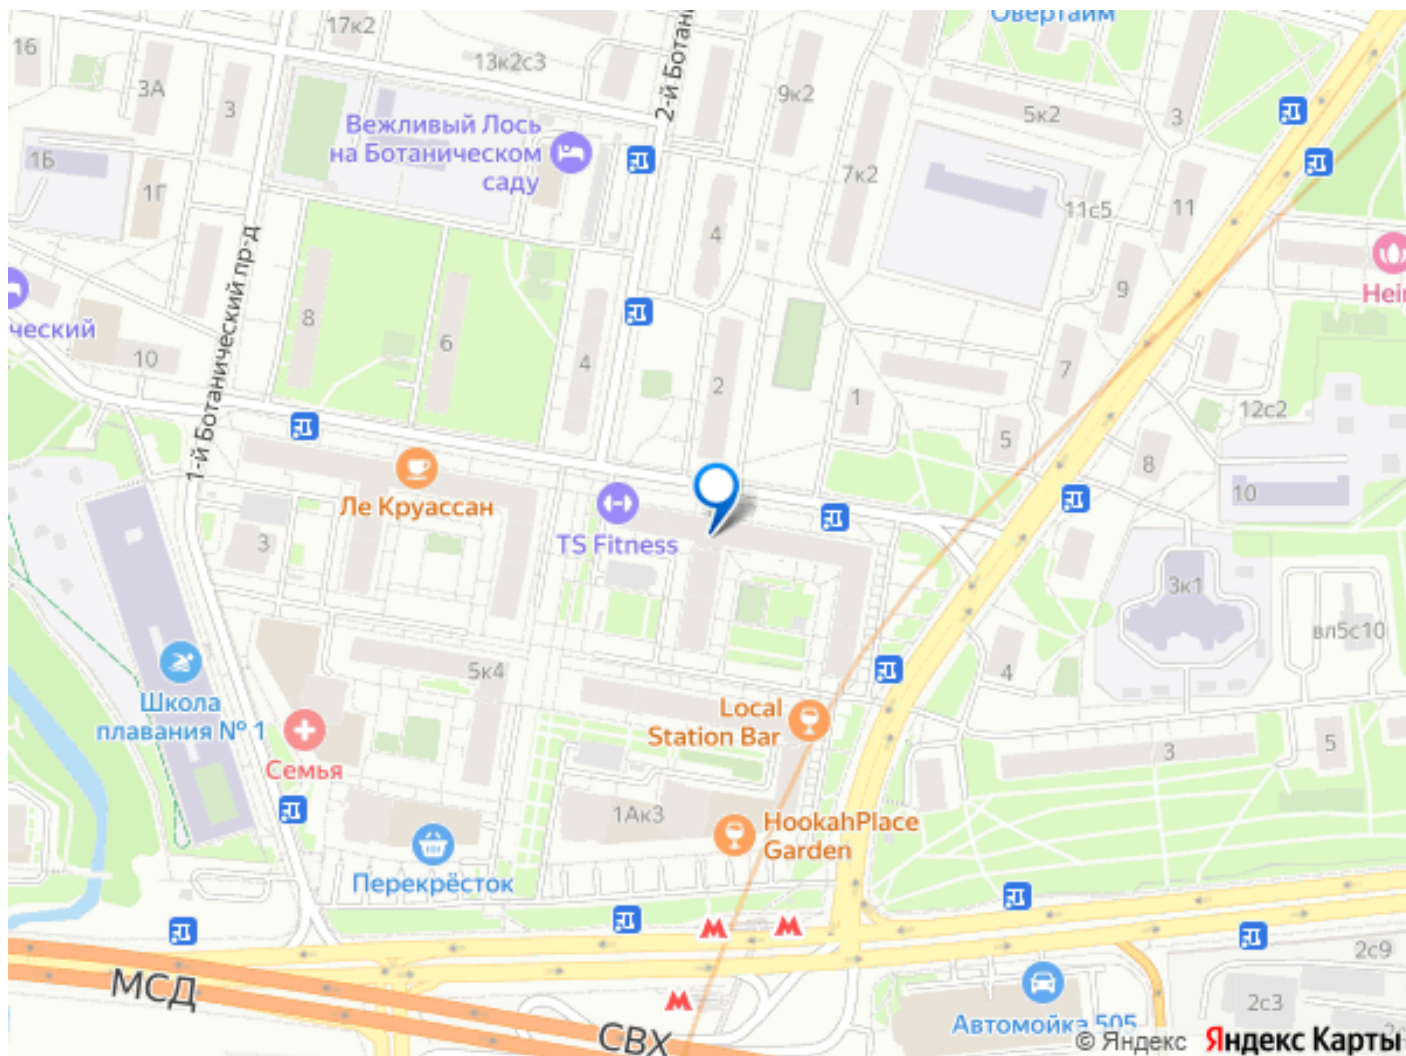 Овертайм
17к2
16
13к2с3
2-й Ботан
3А
3
9к2
5к2
3
Вежливый Лось
на Ботаническом
саду
1Б
1Г
7к2
11с5
11
4
1-й Ботанический пр-д
8
6
4
2
9
7
1
5
12с2
8
10
Hei
ческий
10
Ле Круассан
TS Fitness
3
3к1
вл5с10
4
5к4
Школа
плавания № 1
Local
Station Bar
Семья
3
5
1Ак3
HookahPlace
Garden
Перекрёсток
МСД
СВХ
2с9
2с3
Автомойка 505
© Яндекс Яндекс Карты